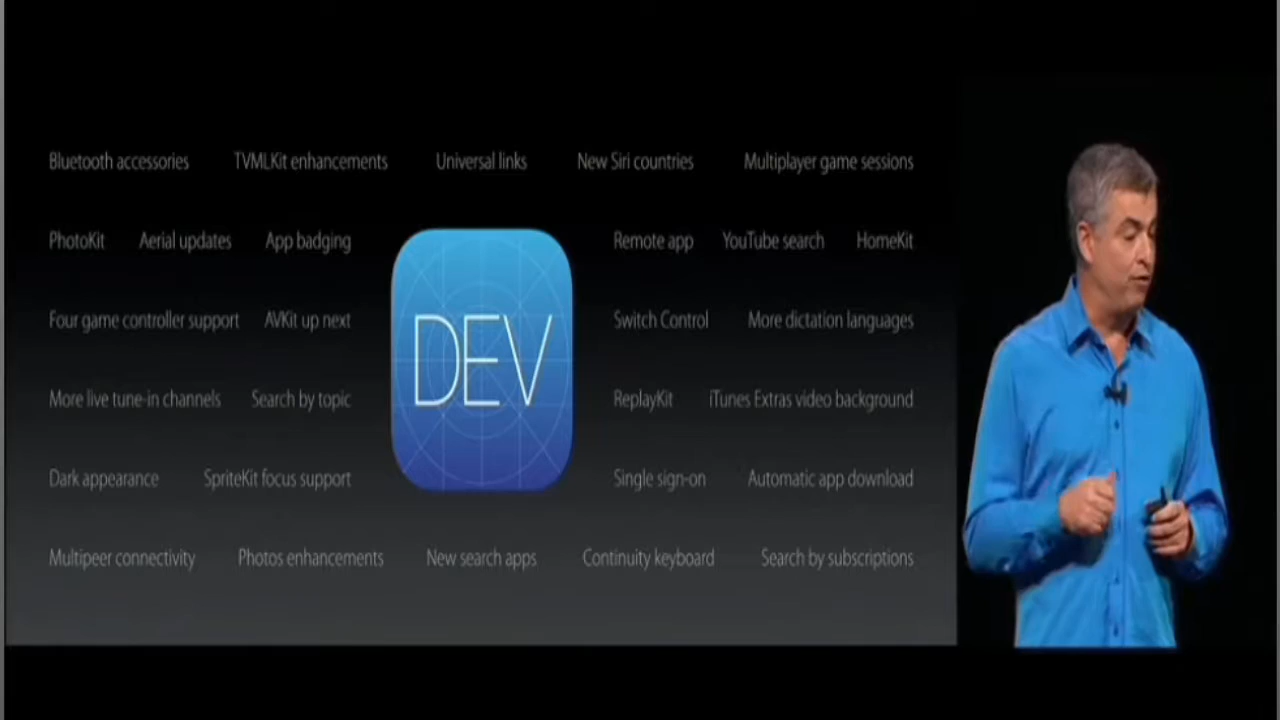 Bluetooth accessories TVMLKit enhancements Universal links New Siri countries Multiplayer game sessions
PhotoKit Aerial updates App badging Remote app YouTube search HomeKit
Four game controller support AVKit up next Switch Control More dictation languages
DEV
More live tune-in channels Search by topic ReplayKit iTunes Extras video background
Dark appearance SpriteKit focus support Single sign-on Automatic app download
Multipeer connectivity Photos enhancements New search apps Continuity keyboard Search by subscriptions